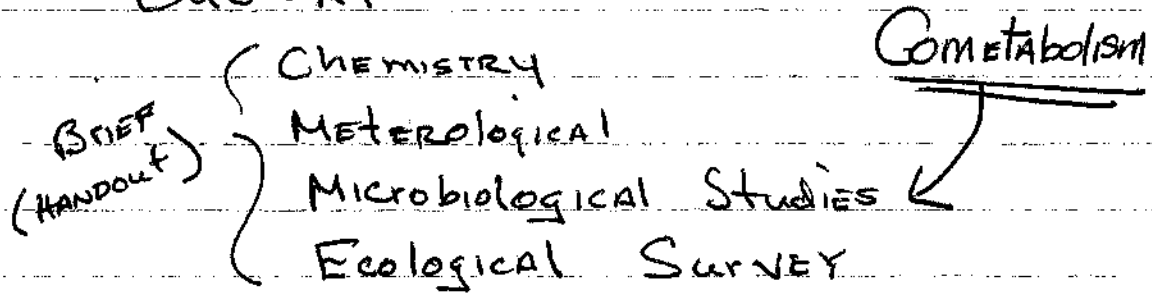 Cometabolism
Chemistry
Brief Meterological
(Handout) Microbiological Studies
Ecological Survey